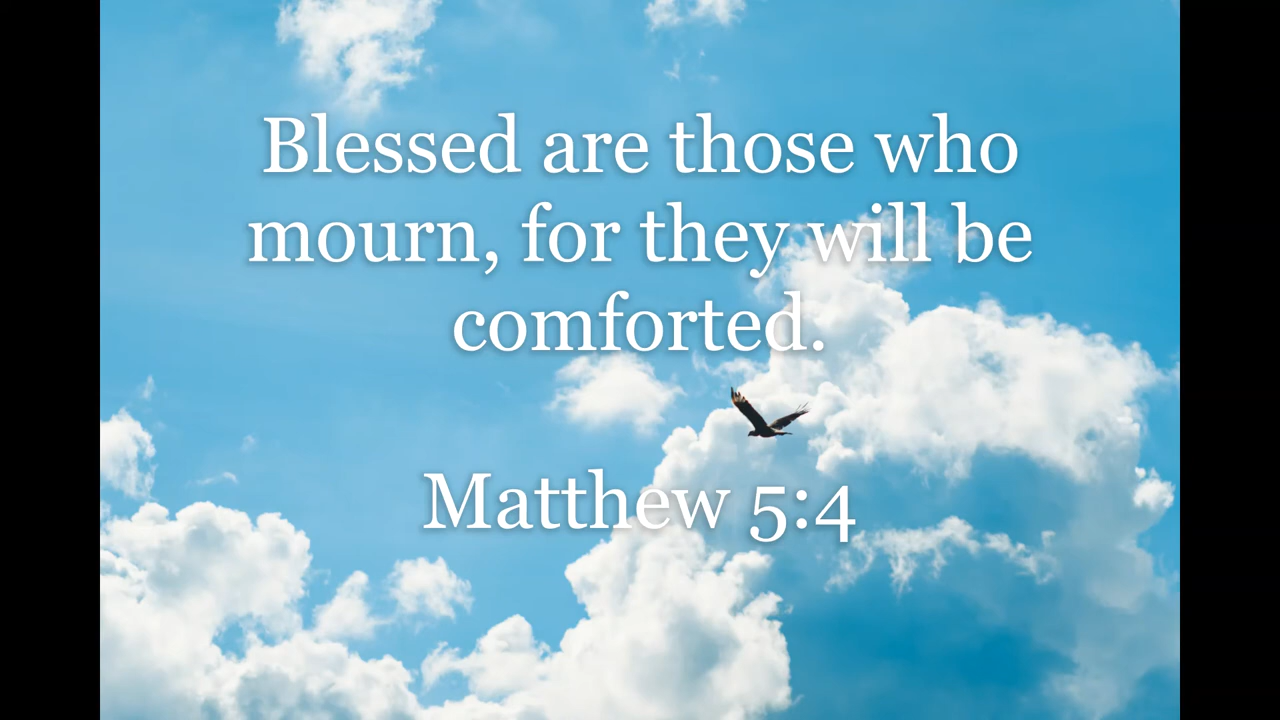 Blessed are those who
mourn, for they will be
comforted.
Matthew 5:4